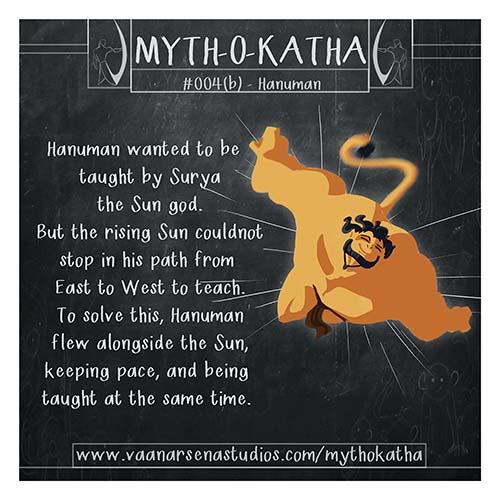 MYTH-O-KATHA
#004(b) - Hanuman
Hanuman wanted to be
taught by Surya
the Sun god.
But the rising Sun couldnot
stop in his path from
East to West to teach.
To solve this, Hanuman
flew alongside the Sun,
keeping pace, and being
taught at the same time.
www.vaanarsenastudios.com/mythokatha